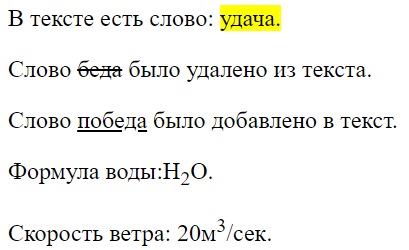 В тексте есть слово: удача.
Слово беда было удалено из текста.
Слово победа было добавлено в текст.
Формула воды:H₂O.
Скорость ветра: 20м³/сек.